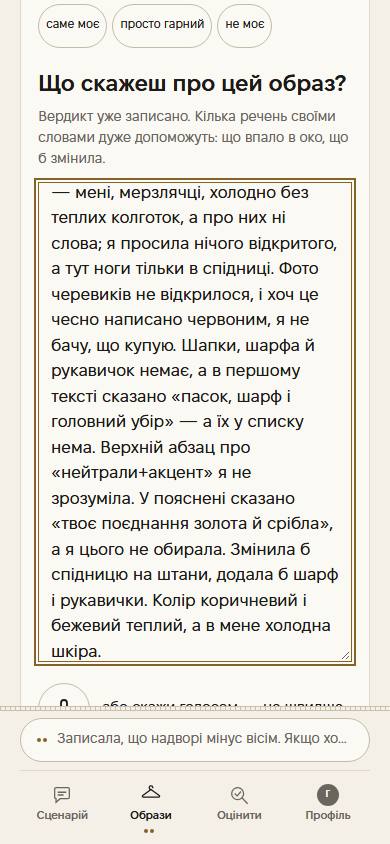 саме моє
просто гарний
не моє
Що скажеш про цей образ?
Вердикт уже записано. Кілька речень своїми
словами дуже допоможуть: що впало в око, що
б змінила.
— мені, мерзлячці, холодно без
теплих колготок, а про них ні
слова; я просила нічого відкритого,
а тут ноги тільки в спідниці. Фото
черевиків не відкрилося, і хоч це
чесно написано червоним, я не
бачу, що купую. Шапки, шарфа й
рукавичок немає, а в першому
тексті сказано «пасок, шарф і
головний убір» — а їх у списку
нема. Верхній абзац про
«нейтрали+акцент» я не
зрозуміла. У пояснені сказано
«твоє поєднання золота й срібла»,
а я цього не обирала. Змінила б
спідницю на штани, додала б шарф
і рукавички. Колір коричневий і
бежевий теплий, а в мене холодна
шкіра.
Записала, що надворі мінус вісім. Якщо хо...
Сценарій
Образи
Оцінити
Г
Профіль